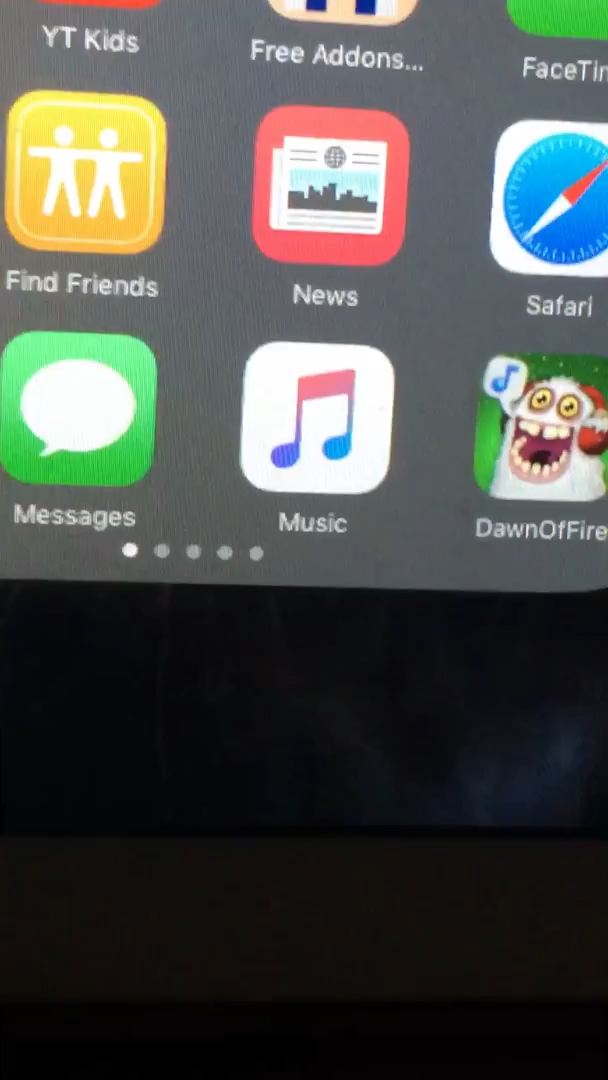 YT Kids
Free Addons...
FaceTim
Find Friends
News
Safari
Messages
Music
DawnOfFire